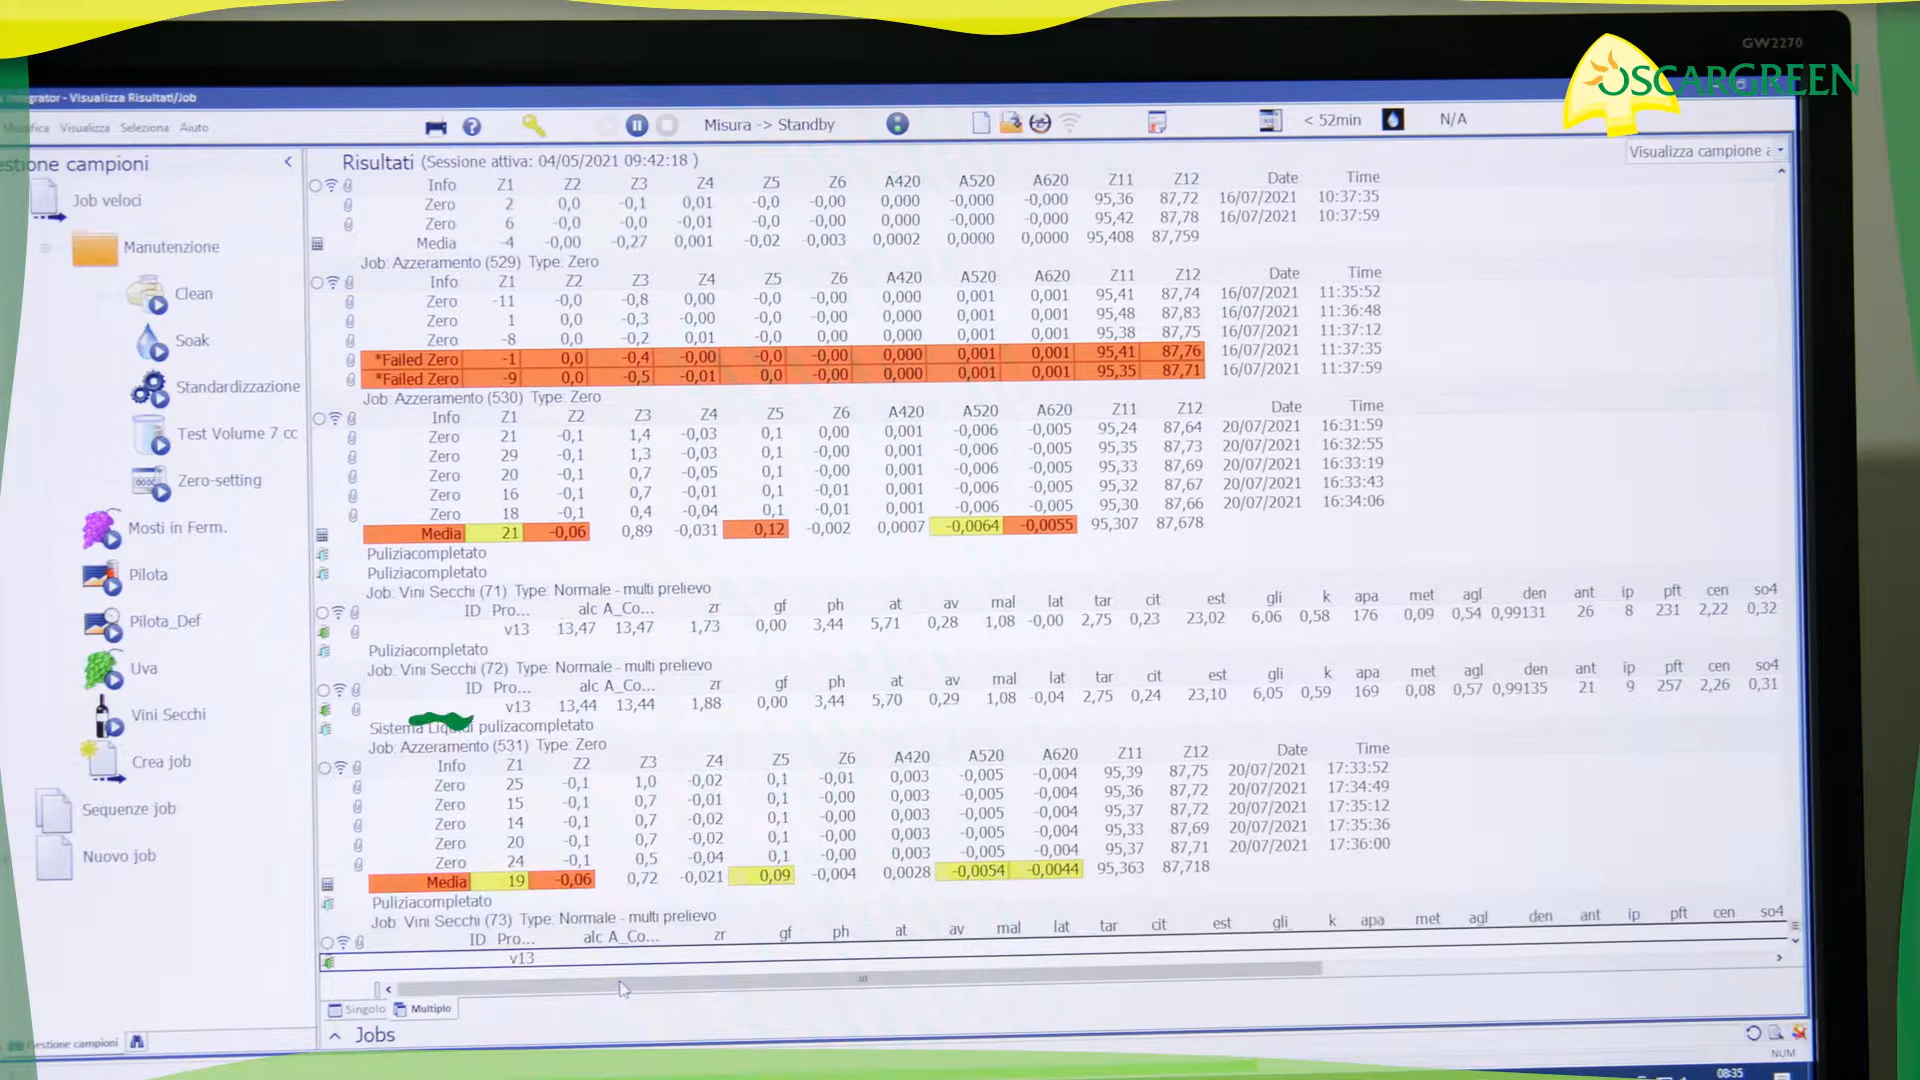 GW2270
OSCARGREEN
grator - Visualizza Risultati/Job
Modifica Visualizza Seleziona Aiuto
Misura -> Standby
< 52min
N/A
Gestione campioni
Risultati (Sessione attiva: 04/05/2021 09:42:18 )
Visualizza campione a
Job veloci
Manutenzione
Clean
Soak
Standardizzazione
Test Volume 7 cc
Zero-setting
Mosti in Ferm.
Pilota
Pilota_Def
Uva
Vini Secchi
Crea job
Sequenze job
Nuovo job
Gestione campioni
Info Z1 Z2 Z3 Z4 Z5 Z6 A420 A520 A620 Z11 Z12 Date Time
Zero 2 0,0 -0,1 0,01 -0,0 -0,00 0,000 -0,000 -0,000 95,36 87,72 16/07/2021 10:37:35
Zero 6 -0,0 -0,0 -0,01 -0,0 -0,00 0,000 -0,000 -0,000 95,42 87,78 16/07/2021 10:37:59
Media -4 -0,00 -0,27 0,001 -0,02 -0,003 0,0002 0,0000 0,0000 95,408 87,759
Job: Azzeramento (529) Type: Zero
Info Z1 Z2 Z3 Z4 Z5 Z6 A420 A520 A620 Z11 Z12 Date Time
Zero -11 -0,0 -0,8 0,00 -0,0 -0,00 0,000 0,001 0,001 95,41 87,74 16/07/2021 11:35:52
Zero 1 0,0 -0,3 -0,00 -0,0 -0,00 0,000 0,001 0,001 95,48 87,83 16/07/2021 11:36:48
Zero -8 0,0 -0,2 0,01 -0,0 0,00 0,000 0,001 0,001 95,38 87,75 16/07/2021 11:37:12
*Failed Zero -1 0,0 -0,4 -0,00 -0,0 -0,00 0,000 0,001 0,001 95,41 87,76 16/07/2021 11:37:35
*Failed Zero -9 0,0 -0,5 -0,01 0,0 -0,00 0,000 0,001 0,001 95,35 87,71 16/07/2021 11:37:59
Job: Azzeramento (530) Type: Zero
Info Z1 Z2 Z3 Z4 Z5 Z6 A420 A520 A620 Z11 Z12 Date Time
Zero 21 -0,1 1,4 -0,03 0,1 0,00 0,001 -0,006 -0,005 95,24 87,64 20/07/2021 16:31:59
Zero 29 -0,1 1,3 -0,03 0,1 -0,00 0,001 -0,006 -0,005 95,35 87,73 20/07/2021 16:32:55
Zero 20 -0,1 0,7 -0,05 0,1 -0,00 0,001 -0,006 -0,005 95,33 87,69 20/07/2021 16:33:19
Zero 16 -0,1 0,7 -0,01 0,1 -0,01 0,001 -0,006 -0,005 95,32 87,67 20/07/2021 16:33:43
Zero 18 -0,1 0,4 -0,04 0,1 -0,01 0,001 -0,006 -0,005 95,30 87,66 20/07/2021 16:34:06
Media 21 -0,06 0,89 -0,031 0,12 -0,002 0,0007 -0,0064 -0,0055 95,307 87,678
Puliziacompletato
Puliziacompletato
Job: Vini Secchi (71) Type: Normale - multi prelievo
ID Pro... alc A_Co... zr gf ph at av mal lat tar cit est gli k apa met agl den ant ip pft cen so4
v13 13,47 13,47 1,73 0,00 3,44 5,71 0,28 1,08 -0,00 2,75 0,23 23,02 6,06 0,58 176 0,09 0,54 0,99131 26 8 231 2,22 0,32
Puliziacompletato
Job: Vini Secchi (72) Type: Normale - multi prelievo
ID Pro... alc A_Co... zr gf ph at av mal lat tar cit est gli k apa met agl den ant ip pft cen so4
v13 13,44 13,44 1,88 0,00 3,44 5,70 0,29 1,08 -0,04 2,75 0,24 23,10 6,05 0,59 169 0,08 0,57 0,99135 21 9 257 2,26 0,31
Sistema Liquidi puliziacompletato
Job: Azzeramento (531) Type: Zero
Info Z1 Z2 Z3 Z4 Z5 Z6 A420 A520 A620 Z11 Z12 Date Time
Zero 25 -0,1 1,0 -0,02 0,1 -0,01 0,003 -0,005 -0,004 95,39 87,75 20/07/2021 17:33:52
Zero 15 -0,1 0,7 -0,01 0,1 -0,00 0,003 -0,005 -0,004 95,36 87,72 20/07/2021 17:34:49
Zero 14 -0,1 0,7 -0,02 0,1 -0,00 0,003 -0,005 -0,004 95,37 87,72 20/07/2021 17:35:12
Zero 20 -0,1 0,7 -0,02 0,1 -0,00 0,003 -0,005 -0,004 95,33 87,69 20/07/2021 17:35:36
Zero 24 -0,1 0,5 -0,04 0,1 -0,00 0,003 -0,005 -0,004 95,37 87,71 20/07/2021 17:36:00
Media 19 -0,06 0,72 -0,021 0,09 -0,004 0,0028 -0,0054 -0,0044 95,363 87,718
Puliziacompletato
Job: Vini Secchi (73) Type: Normale - multi prelievo
ID Pro... alc A_Co... zr gf ph at av mal lat tar cit est gli k apa met agl den ant ip pft cen so4
v13
Singolo Multiplo
Jobs
NUM
08:35